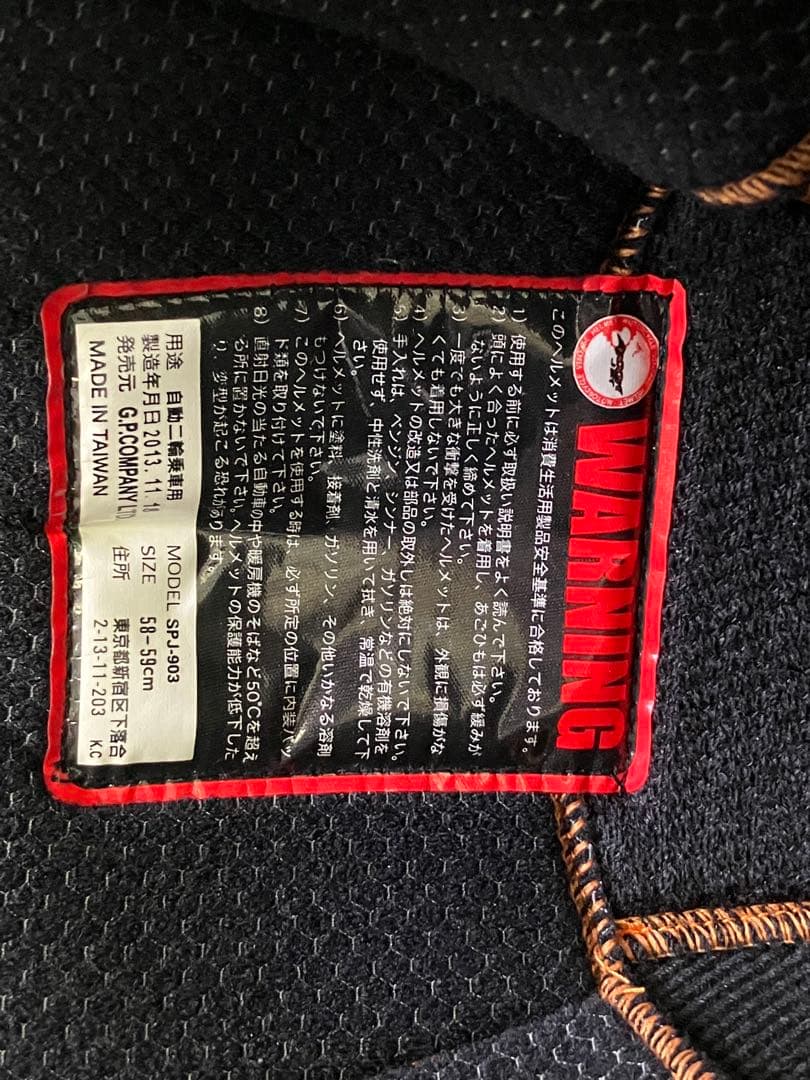 WARNING
このヘルメットは消費生活用製品安全基準に合格しております。
1) 使用する前に必ず取扱い説明書をよく読んで下さい。
2) 頭によく合ったヘルメットを着用し、あごひもは必ず緩みが
ないように正しく締めて下さい。
3) 一度でも大きな衝撃を受けたヘルメットは、外観に損傷がな
くても着用しないで下さい。
4) ヘルメットの改造又は部品の取外しは絶対にしないで下さい。
5) 手入れは、ベンジン、シンナー、ガソリンなどの有機溶剤を
使用せず、中性洗剤と清水を用いて拭き、常温で乾燥して下
さい。
6) ヘルメットに塗料、接着剤、ガソリン、その他いかなる溶剤
もつけないで下さい。
7) このヘルメットを使用する時は、必ず所定の位置に内装パッ
ド類を取り付けて下さい。
8) 直射日光の当たる自動車の中や暖房機のそばなど50℃を超え
る所に置かないで下さい。ヘルメットの保護能力が低下した
り、変型が起こる恐れがあります。
用途 自動二輪乗車用 MODEL SPJ-903
製造年月日 2013.11.10 SIZE 58-59cm
発売元 G.P.COMPANY LTD. 住所 東京都新宿区下落合
MADE IN TAIWAN 2-13-11-203 K.C